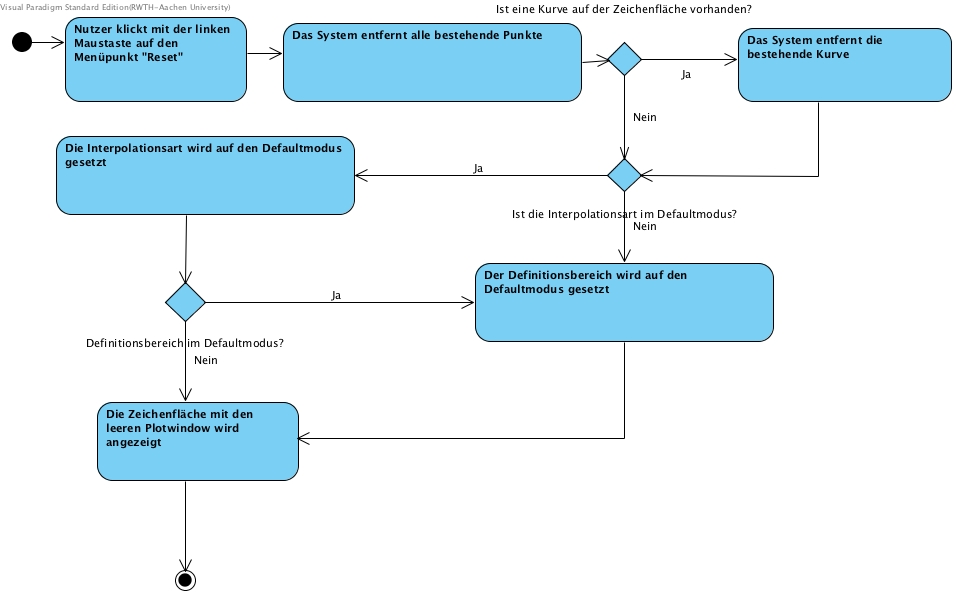 Visual Paradigm Standard Edition(RWTH-Aachen University)
Ist eine Kurve auf der Zeichenfläche vorhanden?
Nutzer klickt mit der linken
Maustaste auf den
Menüpunkt "Reset"
Das System entfernt alle bestehende Punkte
Das System entfernt die
bestehende Kurve
Ja
Nein
Die Interpolationsart wird auf den Defaultmodus
gesetzt
Ja
Ist die Interpolationsart im Defaultmodus?
Nein
Der Definitionsbereich wird auf den
Defaultmodus gesetzt
Ja
Definitionsbereich im Defaultmodus?
Nein
Die Zeichenfläche mit den
leeren Plotwindow wird
angezeigt